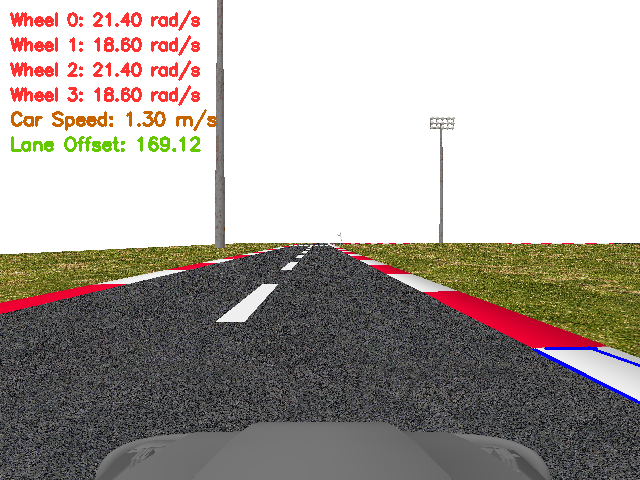 Wheel 0: 21.40 rad/s
Wheel 1: 18.60 rad/s
Wheel 2: 21.40 rad/s
Wheel 3: 18.60 rad/s
Car Speed: 1.30 m/s
Lane Offset: 169.12